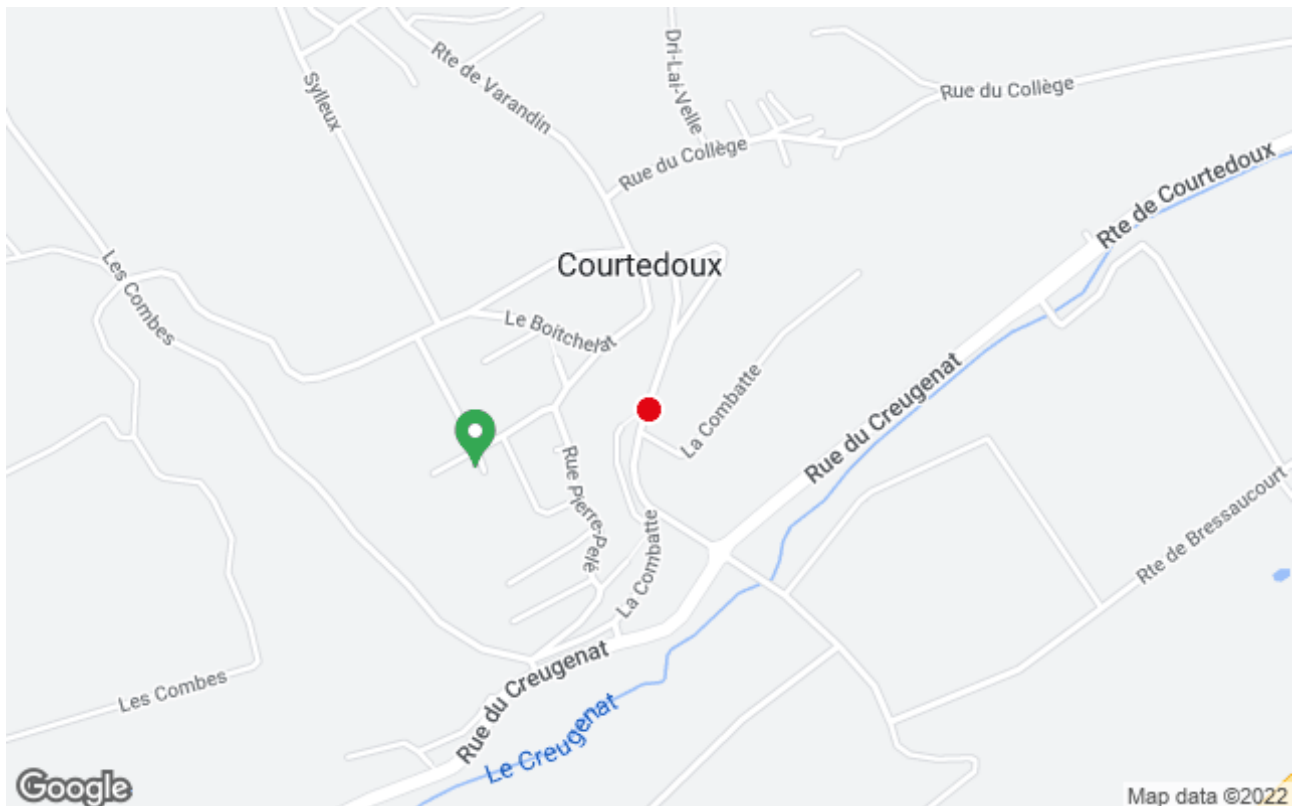 Dri-Lai-Velle
Rte de Varandin
Sylleux
Rue du Collège
Rue du Collège
Rte de Courtedoux
Les Combes
Courtedoux
Le Boitchelat
La Combatte
Rue du Creugenat
Rue Pierre-Pelé
La Combatte
Rte de Bressaucourt
Les Combes
Rue du Creugenat
Le Creugenat
Google
Map data ©2022